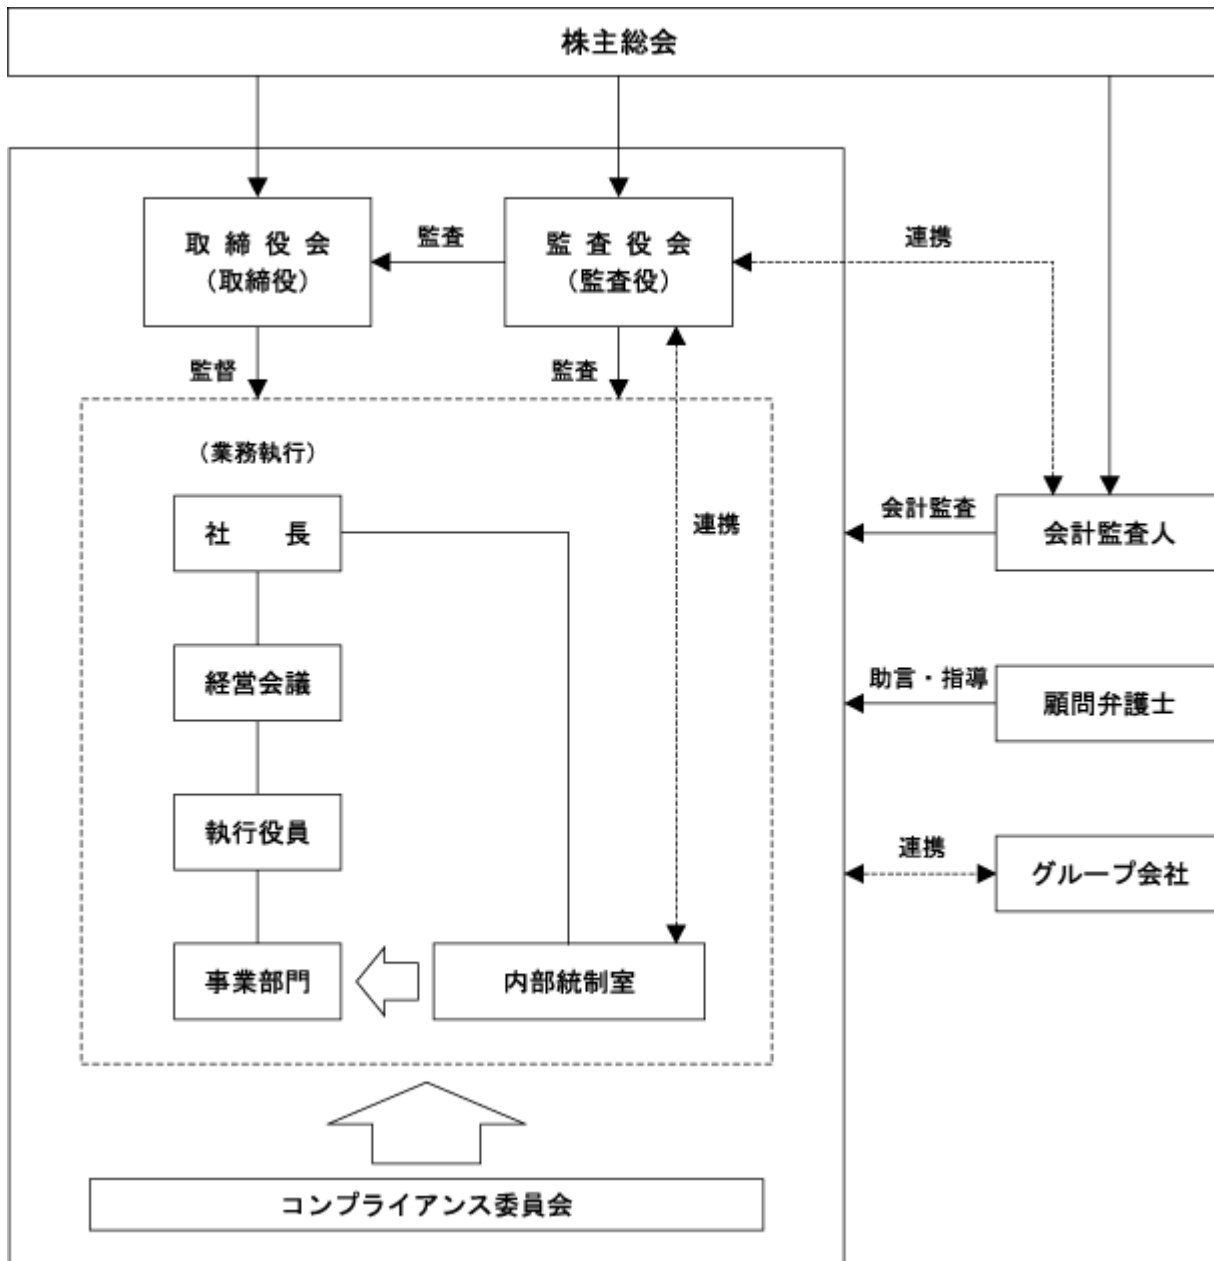 株主総会
取締役会
（取締役）
監査
監査役会
（監査役）
連携
監督
監査
（業務執行）
社　　長
連携
会計監査
会計監査人
経営会議
助言・指導
顧問弁護士
執行役員
連携
グループ会社
事業部門
内部統制室
コンプライアンス委員会